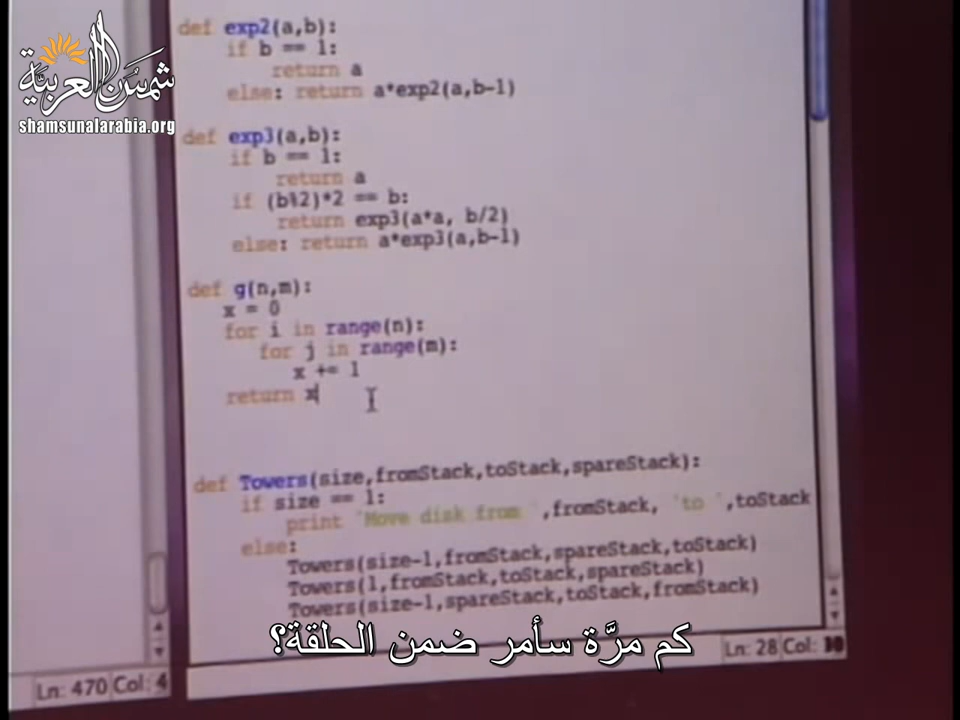 شمسُ العربية
shamsunalarabia.org
def exp2(a,b):
if b == 1:
return a
else: return a*exp2(a,b-1)
def exp3(a,b):
if b == 1:
return a
if (b%2)*2 == b:
return exp3(a*a, b/2)
else: return a*exp3(a,b-1)
def g(n,m):
x = 0
for i in range(n):
for j in range(m):
x += 1
return x
def Towers(size,fromStack,toStack,spareStack):
if size == 1:
print 'Move disk from ',fromStack, 'to ',toStack
else:
Towers(size-1,fromStack,spareStack,toStack)
Towers(1,fromStack,toStack,spareStack)
Towers(size-1,spareStack,toStack,fromStack)
كم مرَّة سأمر ضمن الحلقة؟
Ln: 28 Col: 10
Ln: 470 Col: 4